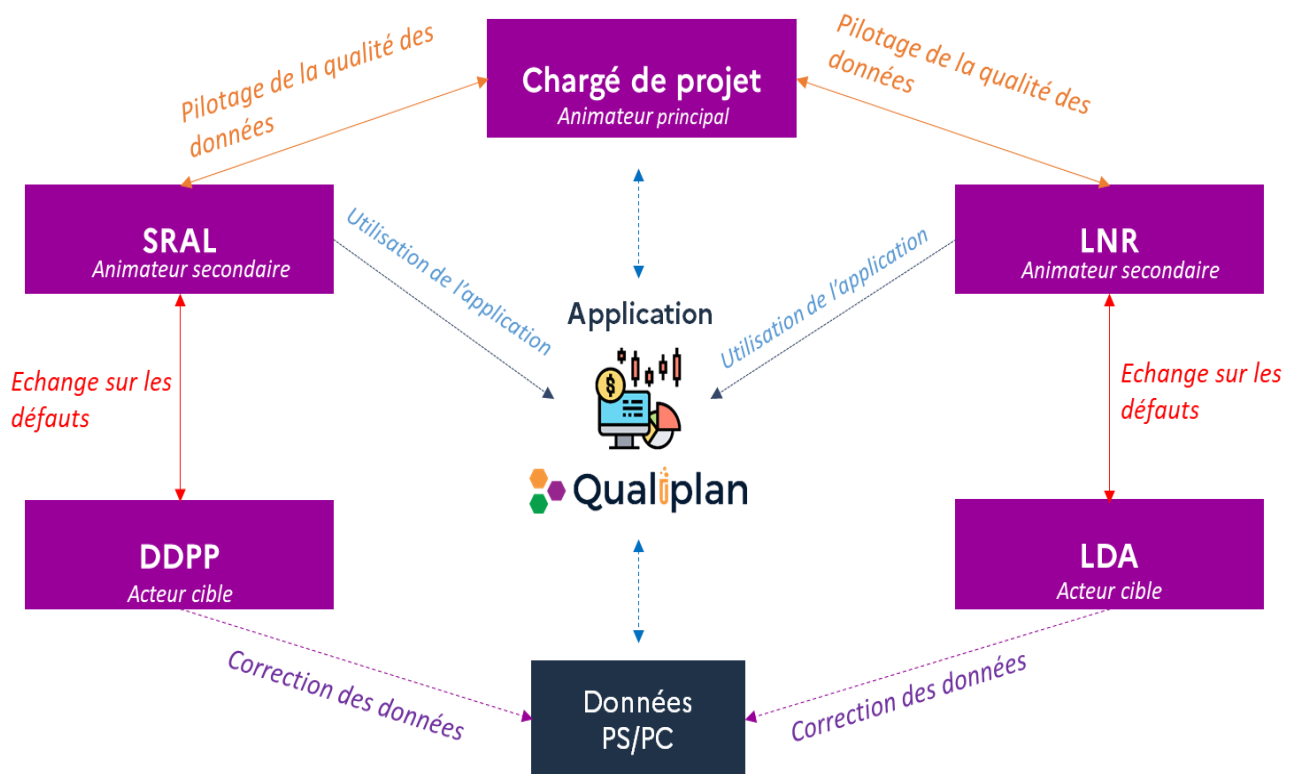 Pilotage de la qualité des
données
Chargé de projet
Animateur principal
Pilotage de la qualité des
données
SRAL
Animateur secondaire
Utilisation de l'application
Utilisation de l'application
LNR
Animateur secondaire
Application
$
Qualiplan
Echange sur les
défauts
Echange sur les
défauts
DDPP
Acteur cible
LDA
Acteur cible
Correction des données
Données
PS/PC
Correction des données